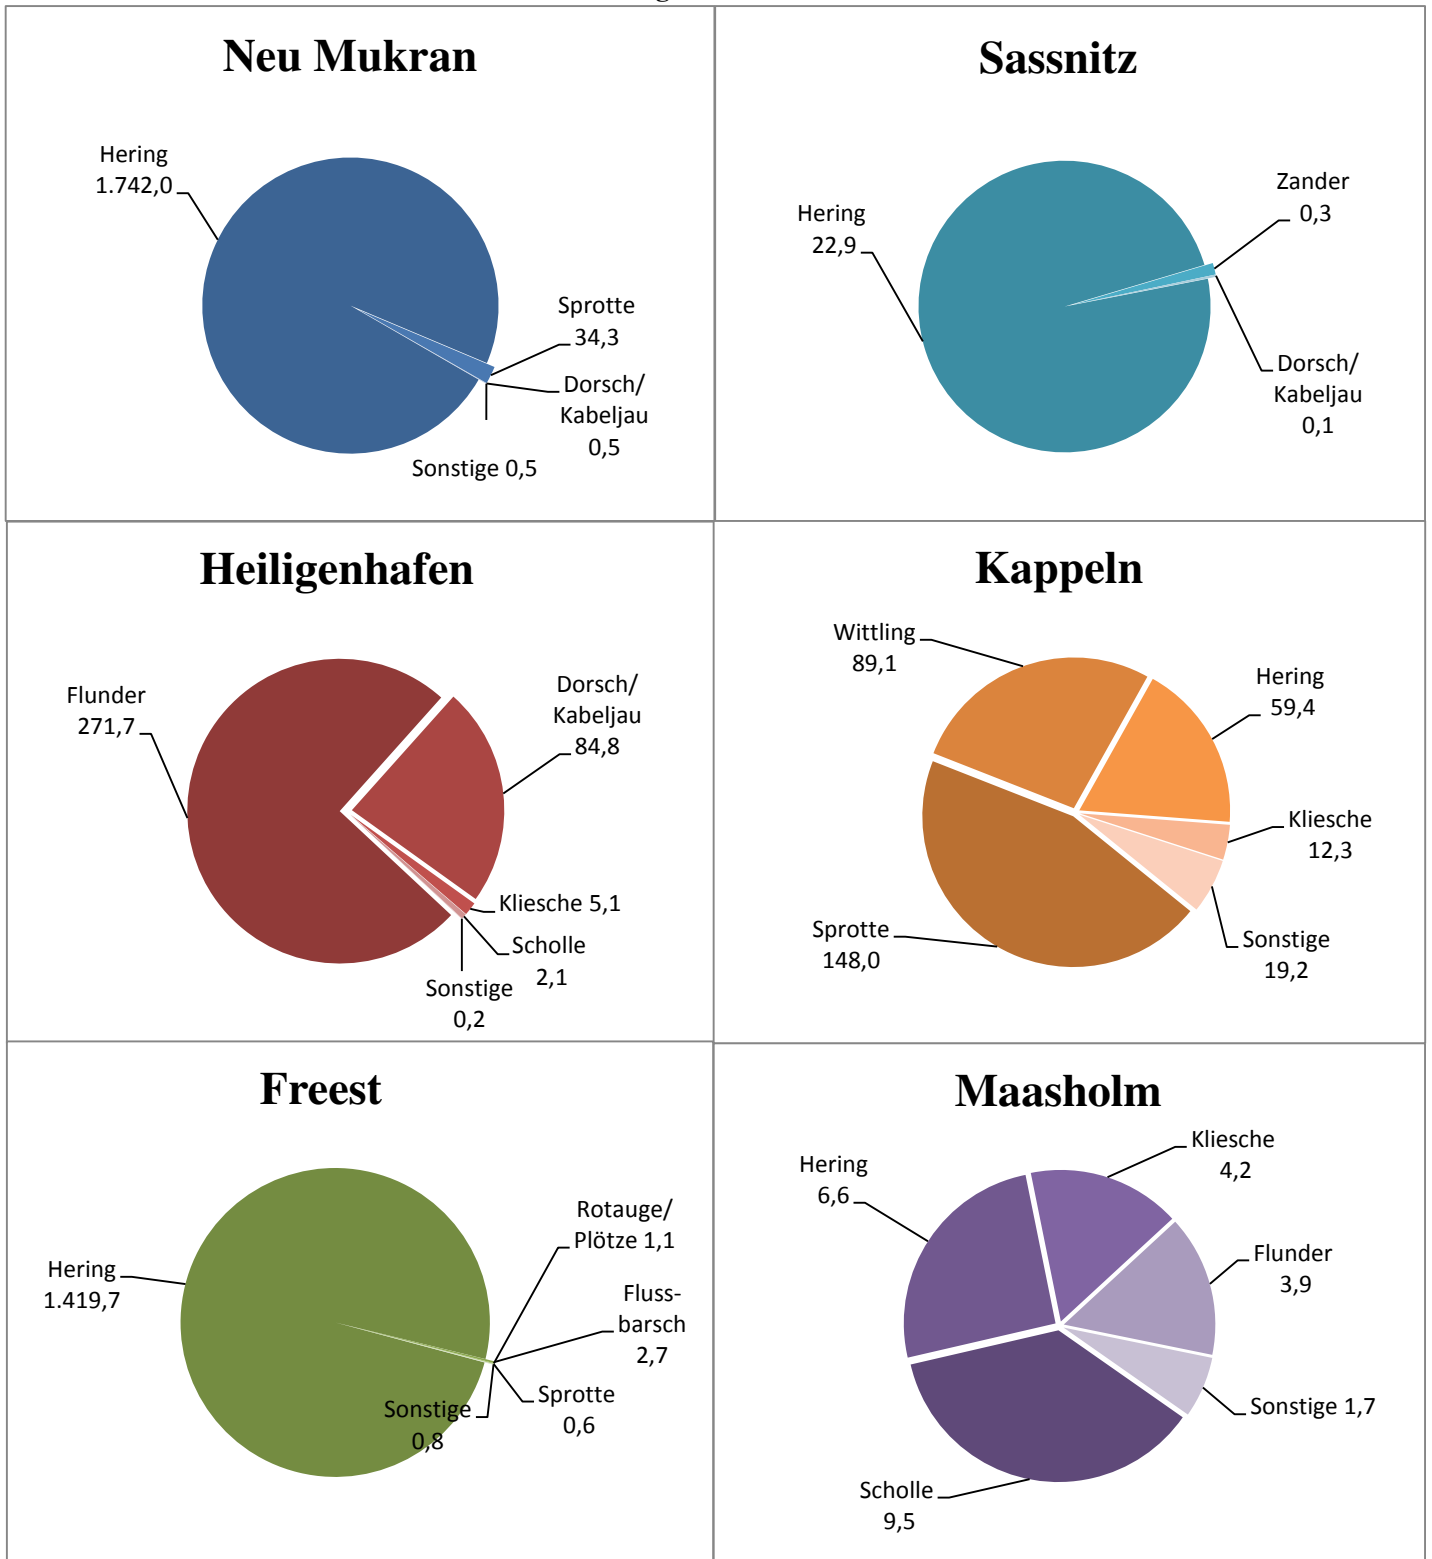 Neu Mukran
Hering
1.742,0
Sprotte
34,3
Dorsch/
Kabeljau
0,5
Sonstige 0,5
Sassnitz
Zander
0,3
Hering
22,9
Dorsch/
Kabeljau
0,1
Heiligenhafen
Flunder
271,7
Dorsch/
Kabeljau
84,8
Kliesche 5,1
Scholle
2,1
Sonstige
0,2
Kappeln
Wittling
89,1
Hering
59,4
Kliesche
12,3
Sprotte
148,0
Sonstige
19,2
Freest
Rotauge/
Plötze 1,1
Hering
1.419,7
Fluss-
barsch
2,7
Sprotte
0,6
Sonstige
0,8
Maasholm
Kliesche
4,2
Hering
6,6
Flunder
3,9
Sonstige 1,7
Scholle
9,5